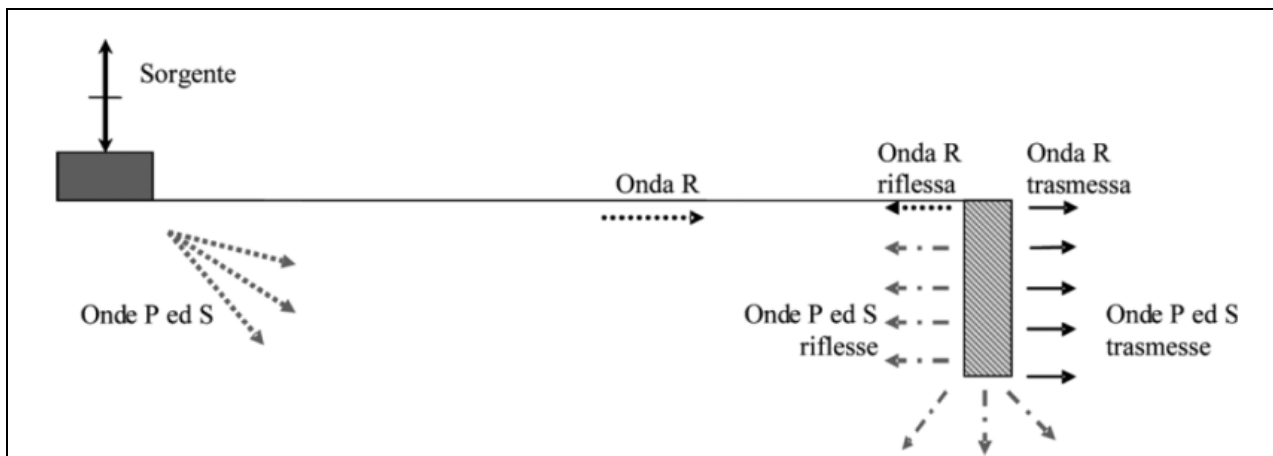 Sorgente
Onda R
Onda R
riflessa
Onda R
trasmessa
Onde P ed S
Onde P ed S
riflesse
Onde P ed S
trasmesse